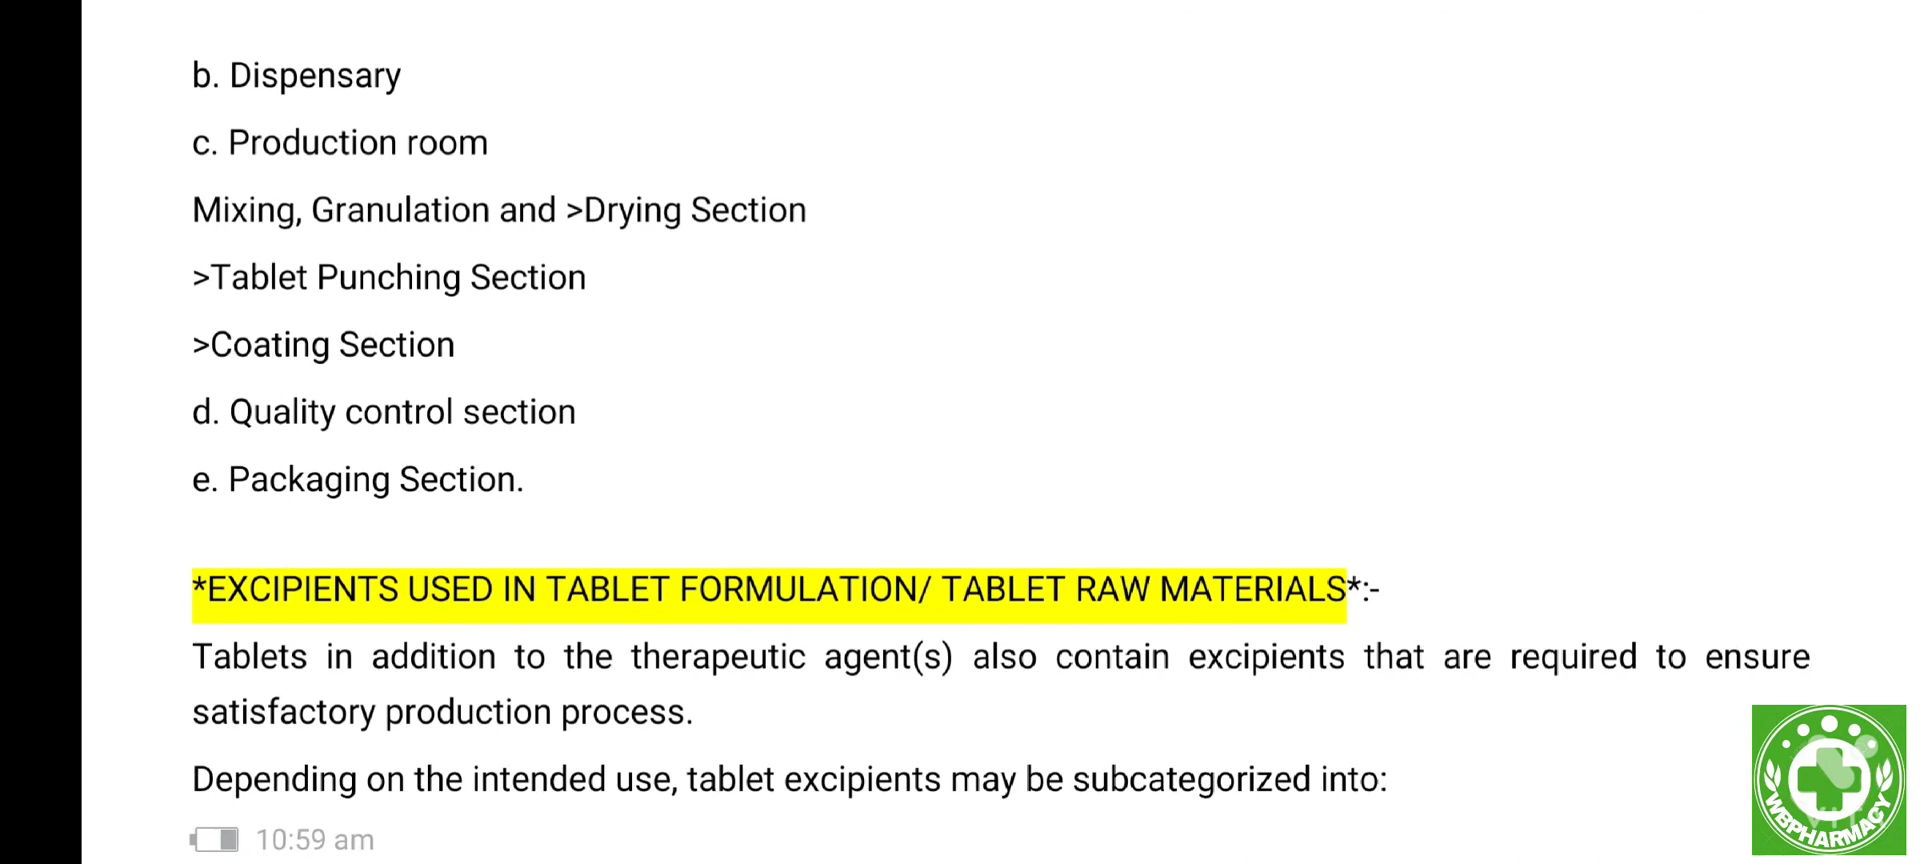 b. Dispensary
c. Production room
Mixing, Granulation and >Drying Section
>Tablet Punching Section
>Coating Section
d. Quality control section
e. Packaging Section.
*EXCIPIENTS USED IN TABLET FORMULATION/ TABLET RAW MATERIALS*:-
Tablets in addition to the therapeutic agent(s) also contain excipients that are required to ensure
satisfactory production process.
Depending on the intended use, tablet excipients may be subcategorized into:
10:59 am
WBPHARMACY